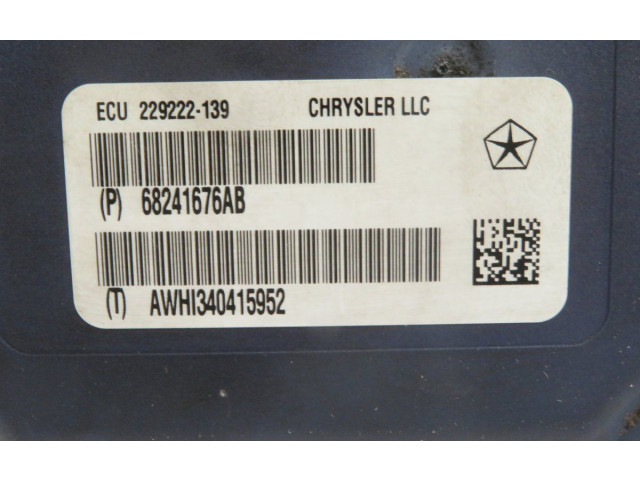 ECU 229222-139 CHRYSLER LLC
(P) 68241676AB
(T) AWHI340415952